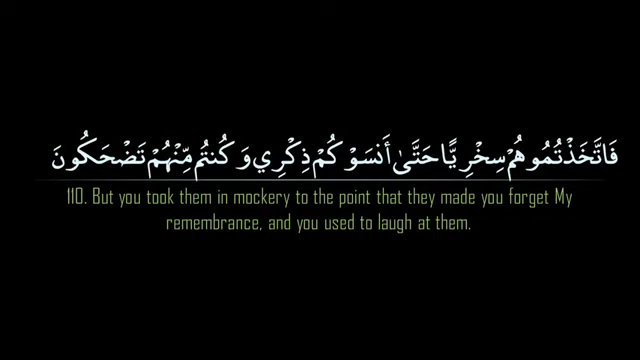 فَاتَّخَذْتُمُوهُمْ سِخْرِيًّا حَتَّىٰ أَنسَوْكُمْ ذِكْرِي وَكُنتُم مِّنْهُمْ تَضْحَكُونَ
110. But you took them in mockery to the point that they made you forget My
remembrance, and you used to laugh at them.